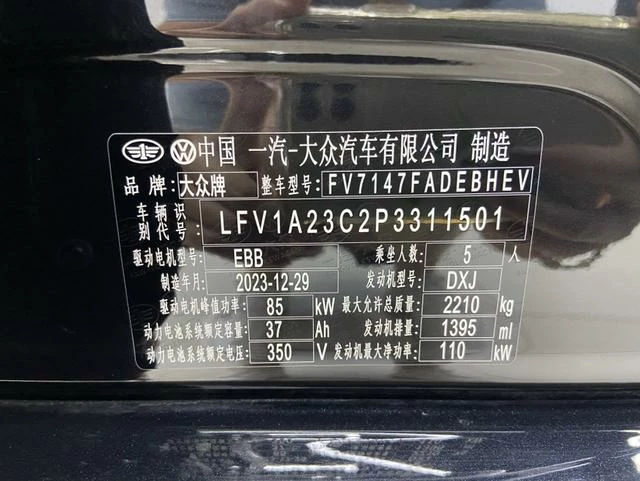 中国 一汽-大众汽车有限公司 制造
品牌 大众牌 整车型号: FV7147FADEBHEV
车辆识别代号: LFV1A23C2P3311501
驱动电机型号: EBB 乘坐人数: 5 人
制造年月: 2023-12-29 发动机型号: DXJ
驱动电机峰值功率: 85 kW 最大允许总质量: 2210 kg
动力电池系统额定容量: 37 Ah 发动机排量: 1395 ml
动力电池系统额定电压: 350 V 发动机最大净功率: 110 kW